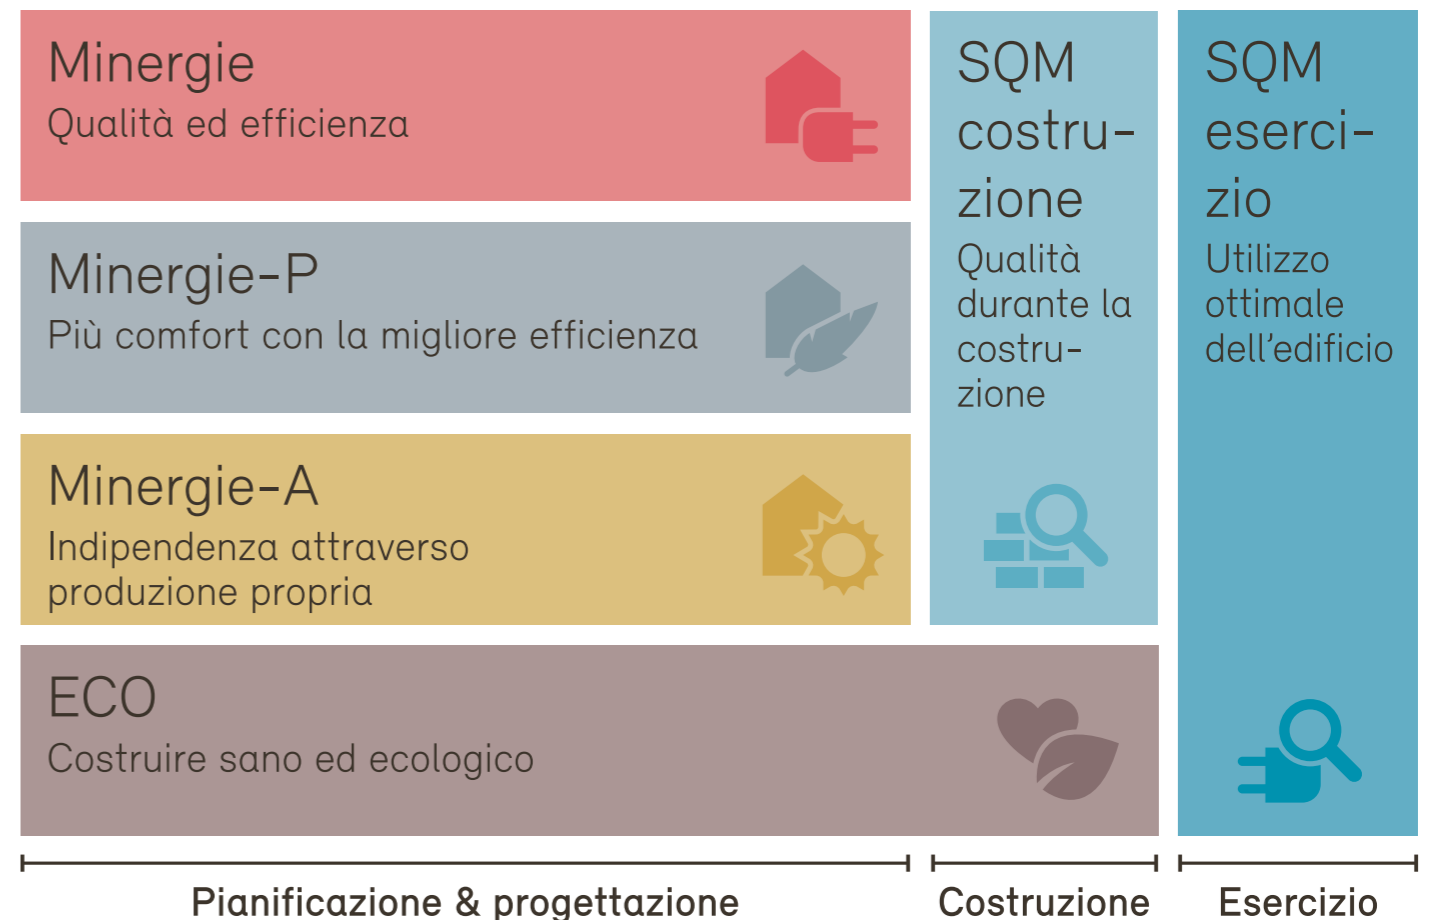 Minergie
Qualità ed efficienza
Minergie-P
Più comfort con la migliore efficienza
Minergie-A
Indipendenza attraverso
produzione propria
ECO
Costruire sano ed ecologico
SQM
costru-
zione
Qualità
durante la
costru-
zione
SQM
eserci-
zio
Utilizzo
ottimale
dell’edificio
Pianificazione & progettazione
Costruzione
Esercizio